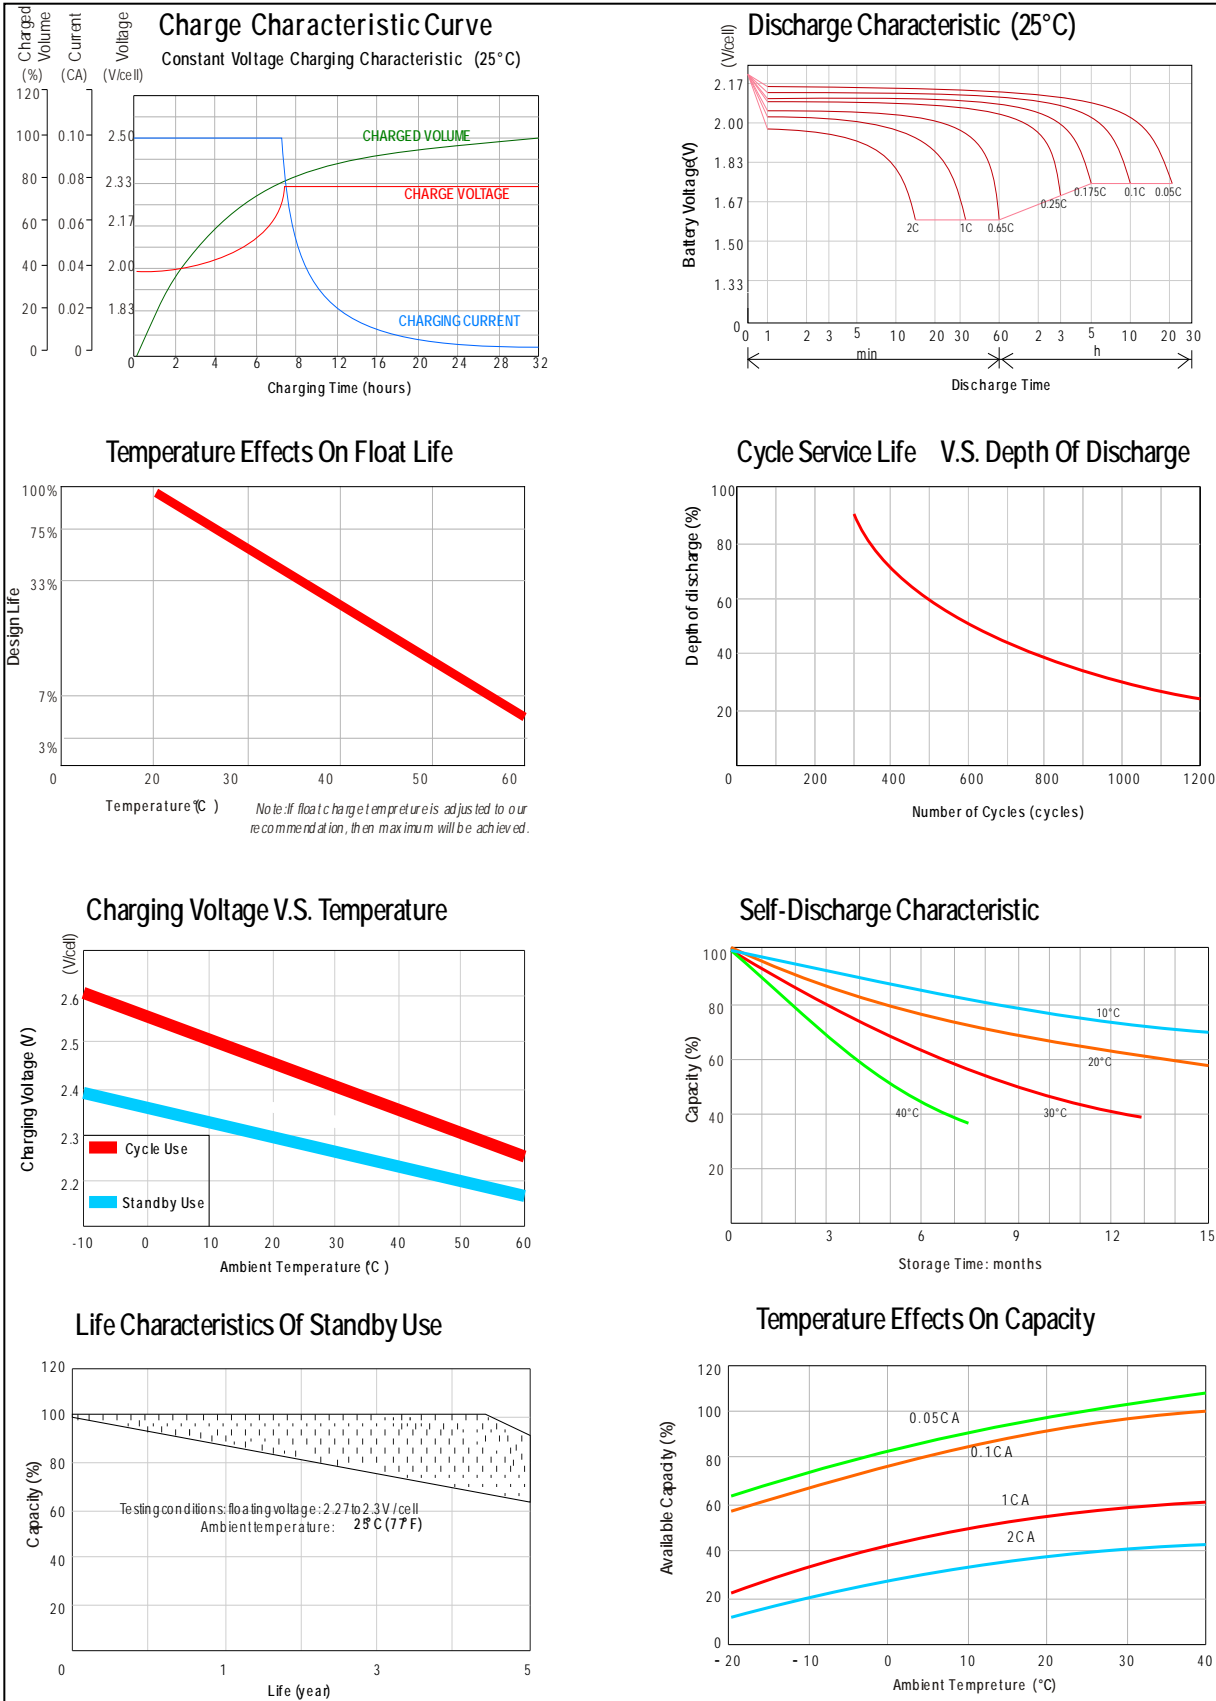 Charge Characteristic Curve
Constant Voltage Charging Characteristic (25°C)
Charged Volume
Current
Voltage
(%) (CA) (V/cell)
120
100 0.10 2.50
80 0.08 2.33
60 0.06 2.17
40 0.04 2.00
20 0.02 1.83
0 0
CHARGED VOLUME
CHARGE VOLTAGE
CHARGING CURRENT
0 2 4 6 8 12 16 20 24 28 32
Charging Time (hours)
Discharge Characteristic (25°C)
(V/cell)
Battery Voltage(V)
2.17
2.00
1.83
1.67
1.50
1.33
0
2C 1C 0.65C 0.25C 0.175C 0.1C 0.05C
0 1 2 3 5 10 20 30 60 2 3 5 10 20 30
min h
Discharge Time
Temperature Effects On Float Life
Design Life
100%
75%
33%
7%
3%
0 20 30 40 50 60
Temperature(°C )
Note:If float charge tempreture is adjusted to our
recommendation, then maximum will be achieved.
Cycle Service Life V.S. Depth Of Discharge
Depth of discharge (%)
100
80
60
40
20
0 200 400 600 800 1000 1200
Number of Cycles (cycles)
Charging Voltage V.S. Temperature
(V/cell)
Charging Voltage (V)
2.6
2.5
2.4
2.3
2.2
Cycle Use
Standby Use
-10 0 10 20 30 40 50 60
Ambient Temperature (°C )
Self-Discharge Characteristic
Capacity (%)
100
80
60
40
20
10°C
20°C
40°C 30°C
0 3 6 9 12 15
Storage Time: months
Life Characteristics Of Standby Use
Capacity (%)
120
100
80
60
40
20
Testing conditions: floating voltage: 2.27 to 2.3V /cell
Ambient temperature: 25°C (77°F)
0 1 3 4 5
Life (year)
Temperature Effects On Capacity
Available Capacity (%)
120
100
80
60
40
20
0
0.05CA
0.1CA
1CA
2CA
-20 -10 0 10 20 30 40
Ambient Tempreture (°C)